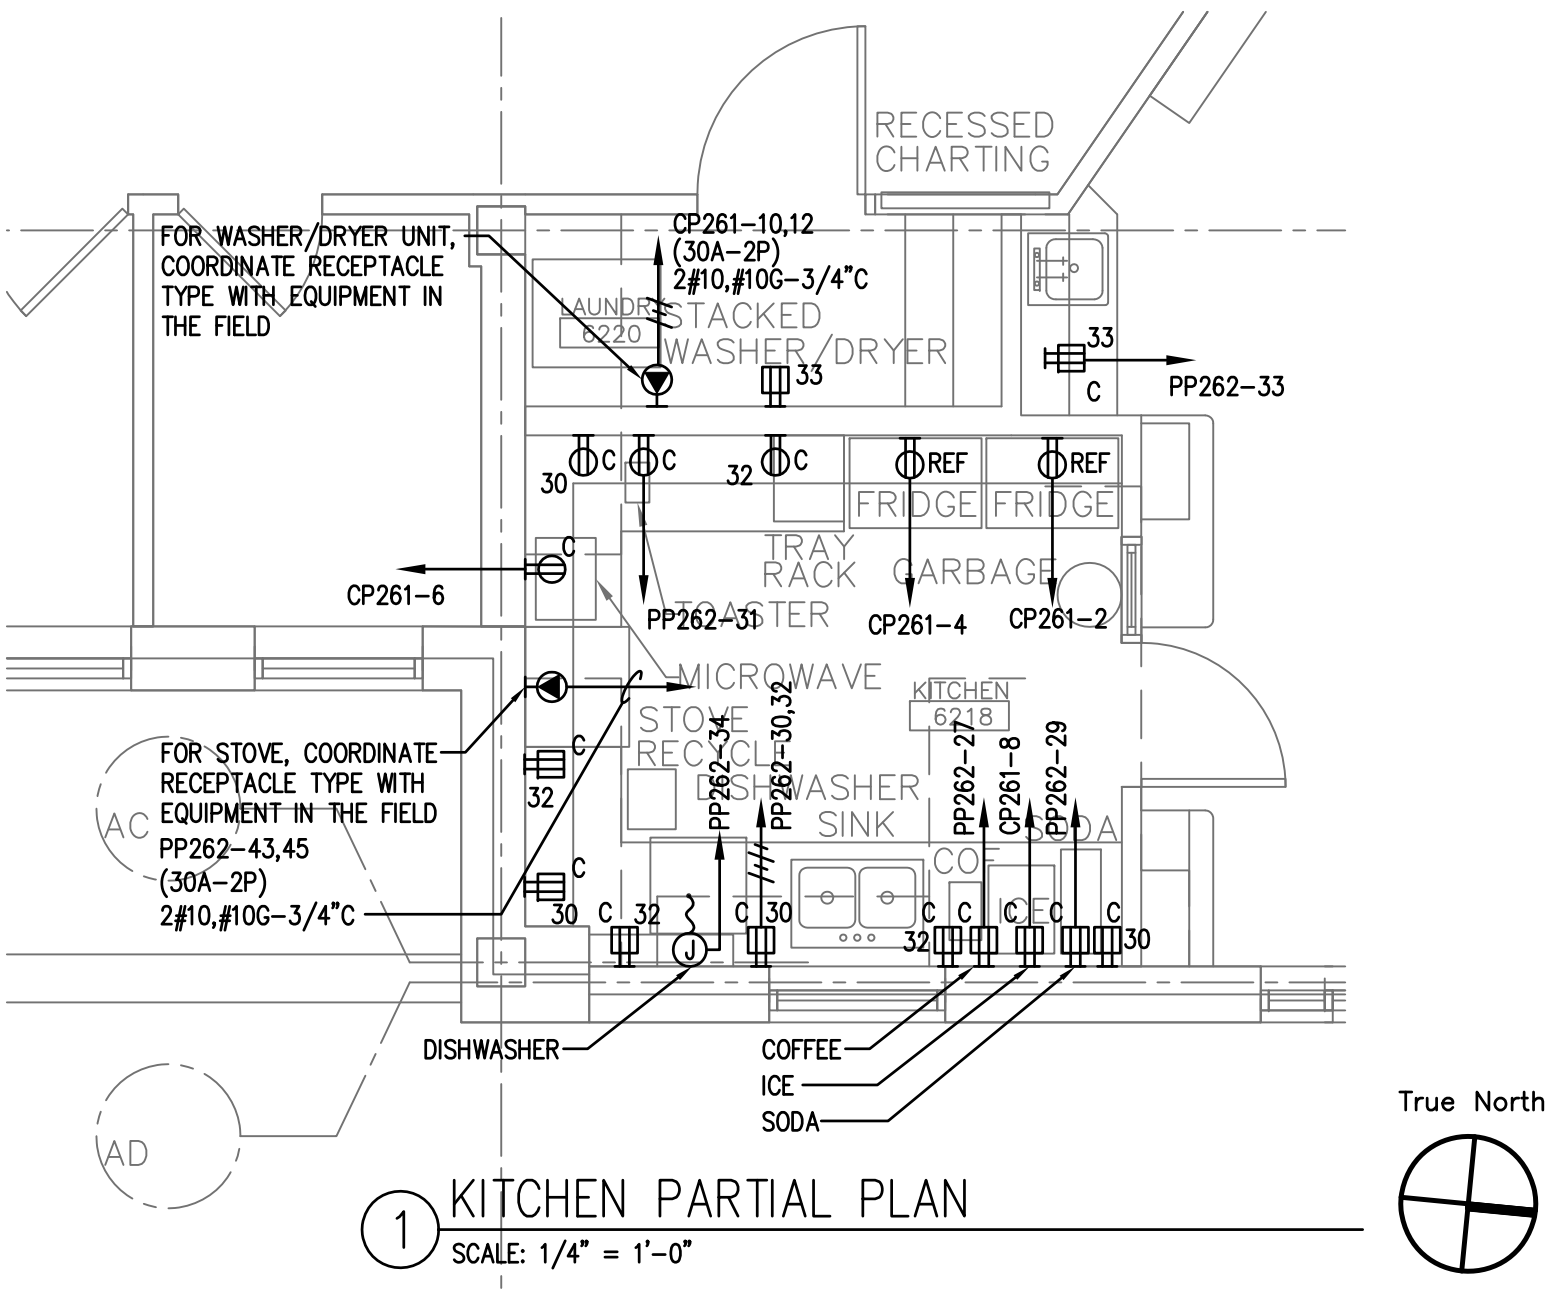 RECESSED
CHARTING
FOR WASHER/DRYER UNIT,
COORDINATE RECEPTACLE
TYPE WITH EQUIPMENT IN
THE FIELD
CP261-10,12
(30A-2P)
2#10,#10G-3/4"C
LAUNDRY
6220
STACKED
WASHER/DRYER
33
33
C
PP262-33
30
C
C
32
C
REF
REF
FRIDGE
FRIDGE
C
CP261-6
TRAY
RACK
GARBAGE
TOASTER
PP262-31
CP261-4
CP261-2
MICROWAVE
KITCHEN
6218
STOVE
RECYCLE
DISHWASHER
SINK
SODA
COF
ICE
PP262-34
PP262-30,32
PP262-27
CP261-8
PP262-29
FOR STOVE, COORDINATE
RECEPTACLE TYPE WITH
EQUIPMENT IN THE FIELD
PP262-43,45
(30A-2P)
2#10,#10G-3/4"C
AC
C
32
C
30
C
32
C
30
C
32
C
C
C
C
30
J
DISHWASHER
COFFEE
ICE
SODA
AD
True North
1
KITCHEN PARTIAL PLAN
SCALE: 1/4" = 1'-0"